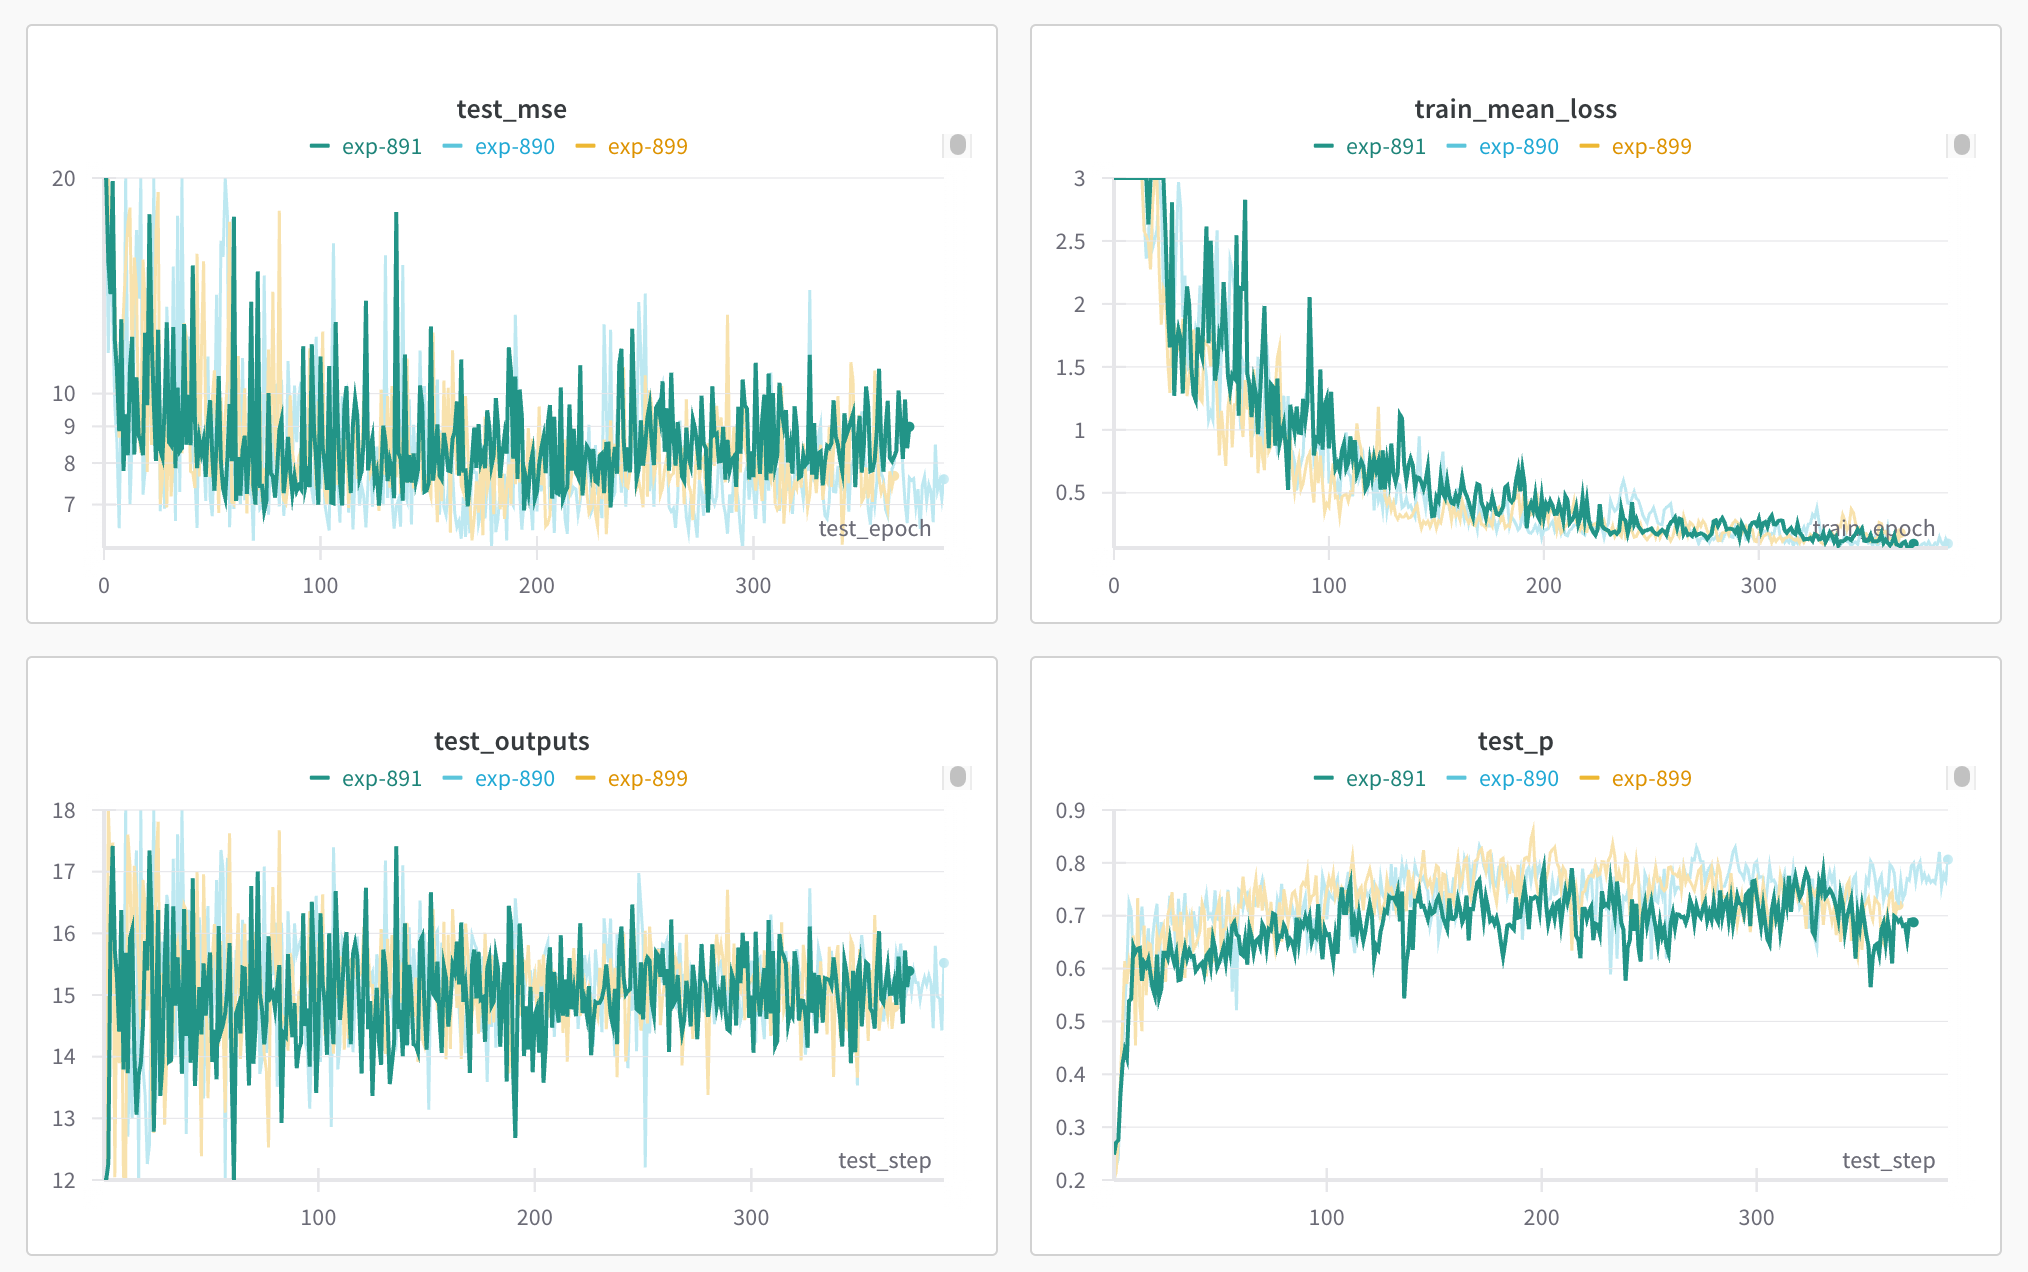 test_mse
exp-891 exp-890 exp-899
20
10
9
8
7
test_epoch
0 100 200 300
train_mean_loss
exp-891 exp-890 exp-899
3
2.5
2
1.5
1
0.5
train_epoch
0 100 200 300
test_outputs
exp-891 exp-890 exp-899
18
17
16
15
14
13
12
test_step
100 200 300
test_p
exp-891 exp-890 exp-899
0.9
0.8
0.7
0.6
0.5
0.4
0.3
0.2
test_step
100 200 300